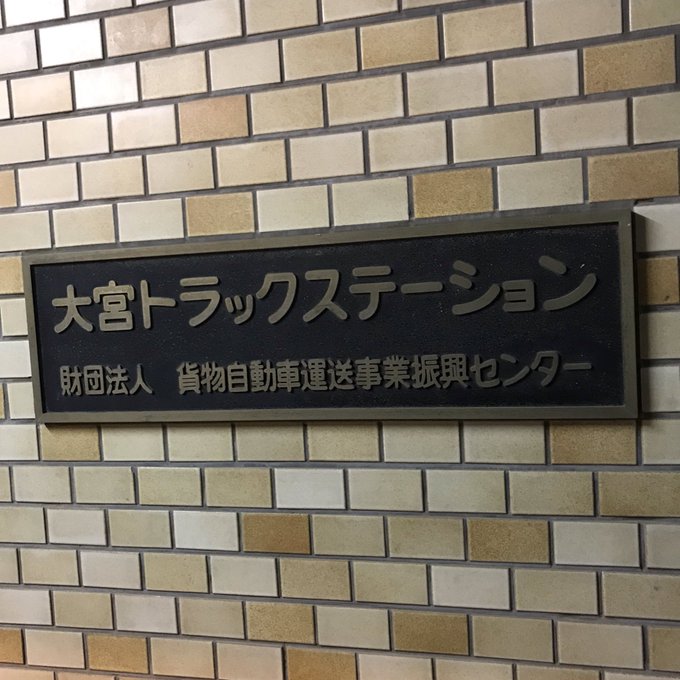 大宮トラックステーション
財団法人 貨物自動車運送事業振興センター